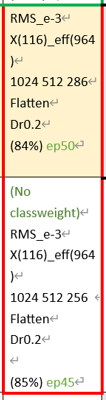 RMS_e-3
X(116)_eff(964
)
1024 512 286
Flatten
Dr0.2
(84%) ep50
(No
classweight)
RMS_e-3
X(116)_eff(964
)
1024 512 256
Flatten
Dr0.2
(85%) ep45